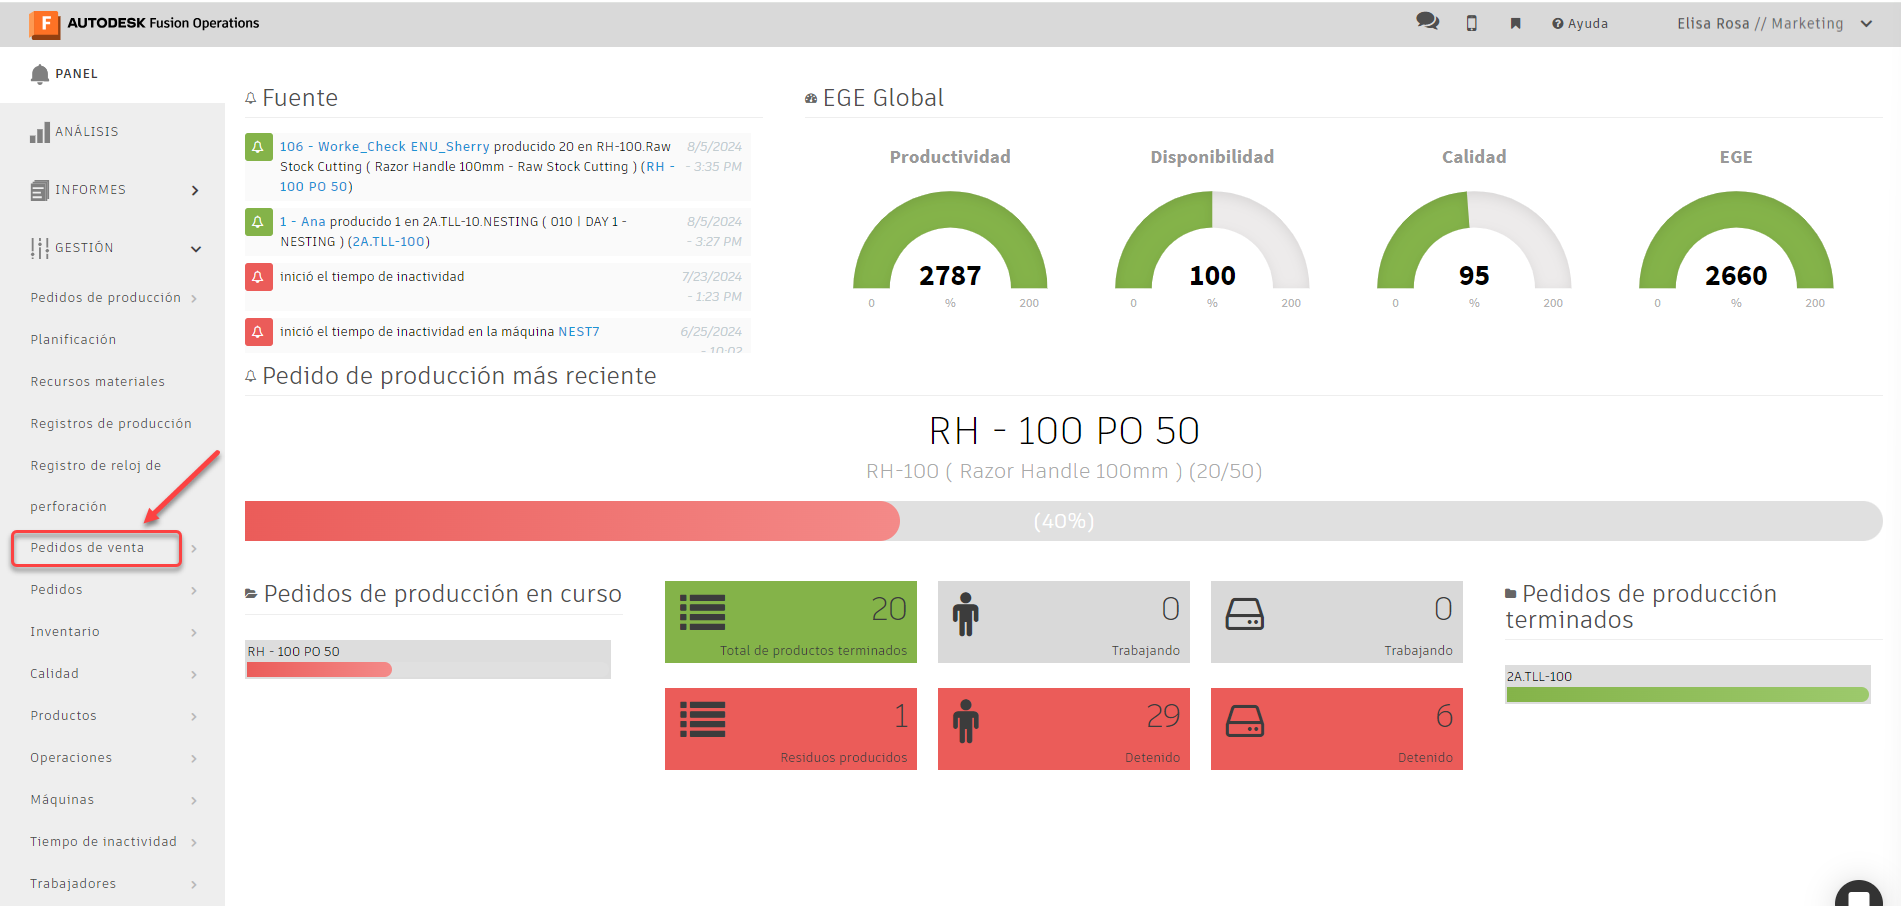 AUTODESK Fusion Operations
Ayuda
Elisa Rosa // Marketing
PANEL
ANÁLISIS
INFORMES
GESTIÓN
Pedidos de producción
Planificación
Recursos materiales
Registros de producción
Registro de reloj de
perforación
Pedidos de venta
Pedidos
Inventario
Calidad
Productos
Operaciones
Máquinas
Tiempo de inactividad
Trabajadores
Fuente
106 - Worke_Check ENU_Sherry producido 20 en RH-100.Raw
Stock Cutting ( Razor Handle 100mm - Raw Stock Cutting ) (RH -
100 PO 50)
8/5/2024
- 3:35 PM
1 - Ana producido 1 en 2A.TLL-10.NESTING ( 010 | DAY 1 -
NESTING ) (2A.TLL-100)
8/5/2024
- 3:27 PM
inició el tiempo de inactividad
7/23/2024
- 1:23 PM
inició el tiempo de inactividad en la máquina NEST7
6/25/2024
- 10:02
EGE Global
Productividad
2787
0 % 200
Disponibilidad
100
0 % 200
Calidad
95
0 % 200
EGE
2660
0 % 200
Pedido de producción más reciente
RH - 100 PO 50
RH-100 ( Razor Handle 100mm ) (20/50)
(40%)
Pedidos de producción en curso
RH - 100 PO 50
20
Total de productos terminados
0
Trabajando
0
Trabajando
1
Residuos producidos
29
Detenido
6
Detenido
Pedidos de producción
terminados
2A.TLL-100